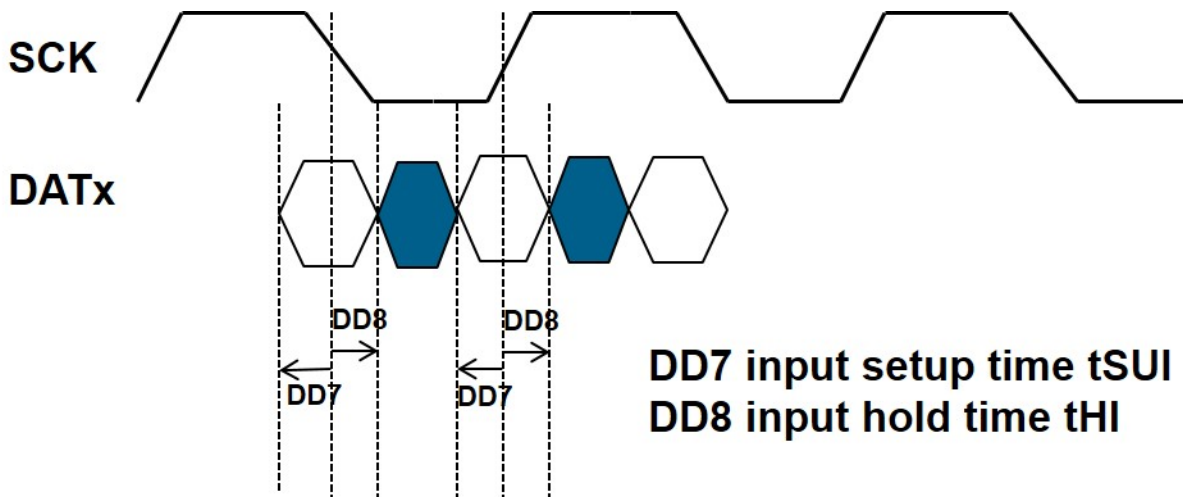 SCK
DATx
DD8
DD8
DD7
DD7
DD7 input setup time tSUI
DD8 input hold time tHI